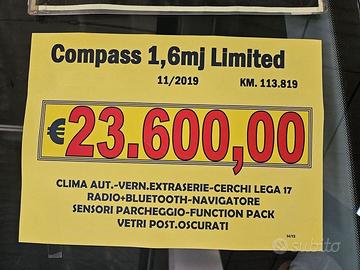 Compass 1,6mj Limited
11/2019 KM. 113.819
€23.600,00
CLIMA AUT.-VERN.EXTRASERIE-CERCHI LEGA 17
RADIO+BLUETOOTH-NAVIGATORE
SENSORI PARCHEGGIO-FUNCTION PACK
VETRI POST.OSCURATI
subito